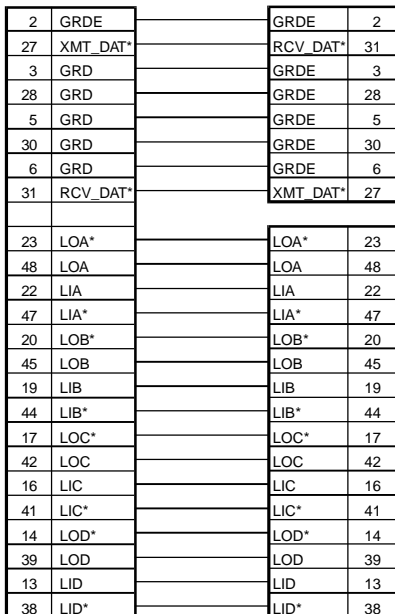 2 GRDE GRDE 2
27 XMT_DAT* RCV_DAT* 31
3 GRD GRDE 3
28 GRD GRDE 28
5 GRD GRDE 5
30 GRD GRDE 30
6 GRD GRDE 6
31 RCV_DAT* XMT_DAT* 27
23 LOA* LOA* 23
48 LOA LOA 48
22 LIA LIA 22
47 LIA* LIA* 47
20 LOB* LOB* 20
45 LOB LOB 45
19 LIB LIB 19
44 LIB* LIB* 44
17 LOC* LOC* 17
42 LOC LOC 42
16 LIC LIC 16
41 LIC* LIC* 41
14 LOD* LOD* 14
39 LOD LOD 39
13 LID LID 13
38 LID* LID* 38